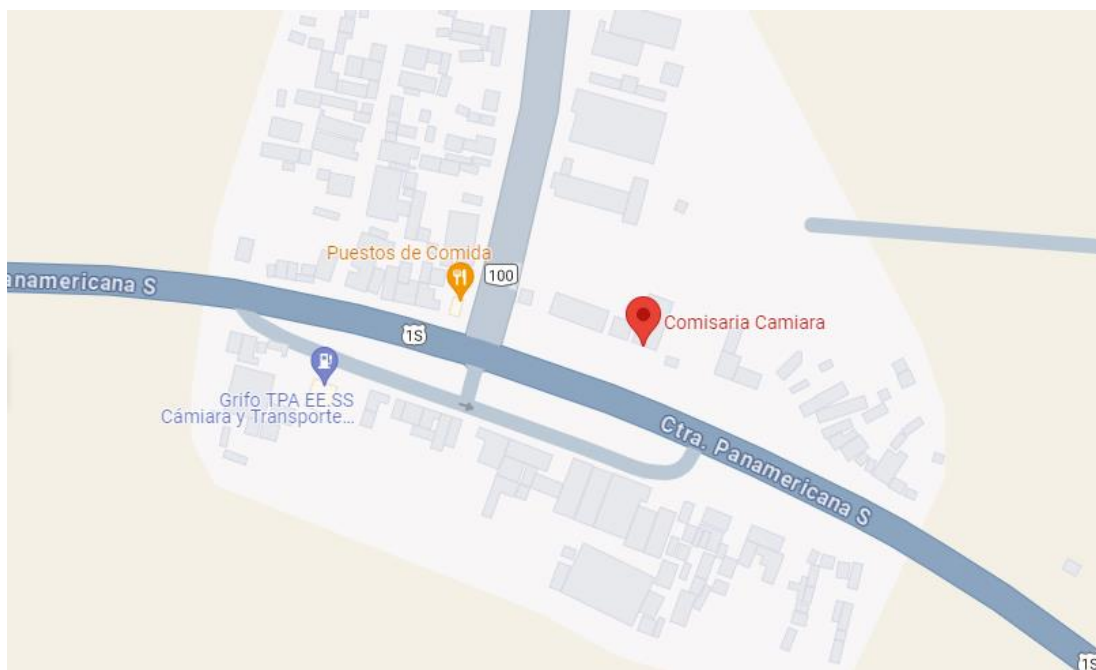 Puestos de Comida
100
anamericana S
1S
Comisaria Camiara
Grifo TPA EE.SS
Cámiara y Transporte...
Ctra. Panamericana S
1S